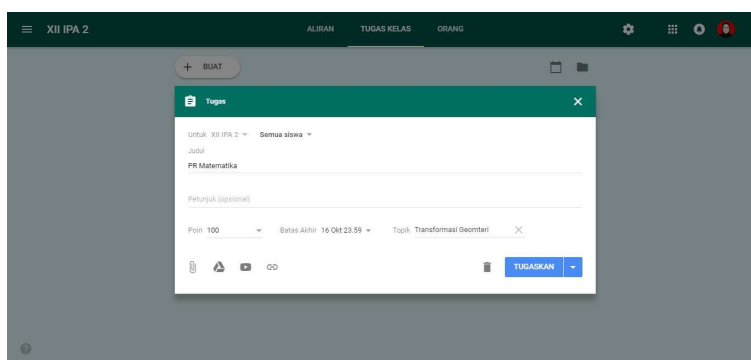 XII IPA 2 ALIRAN TUGAS KELAS ORANG
+ BUAT
Tugas
Untuk XII IPA 2 Semua siswa
Judul
PR Matematika
Petunjuk (opsional)
Poin 100 Batas Akhir 16 Okt 23.59 Topik Transformasi Geomteri
TUGASKAN